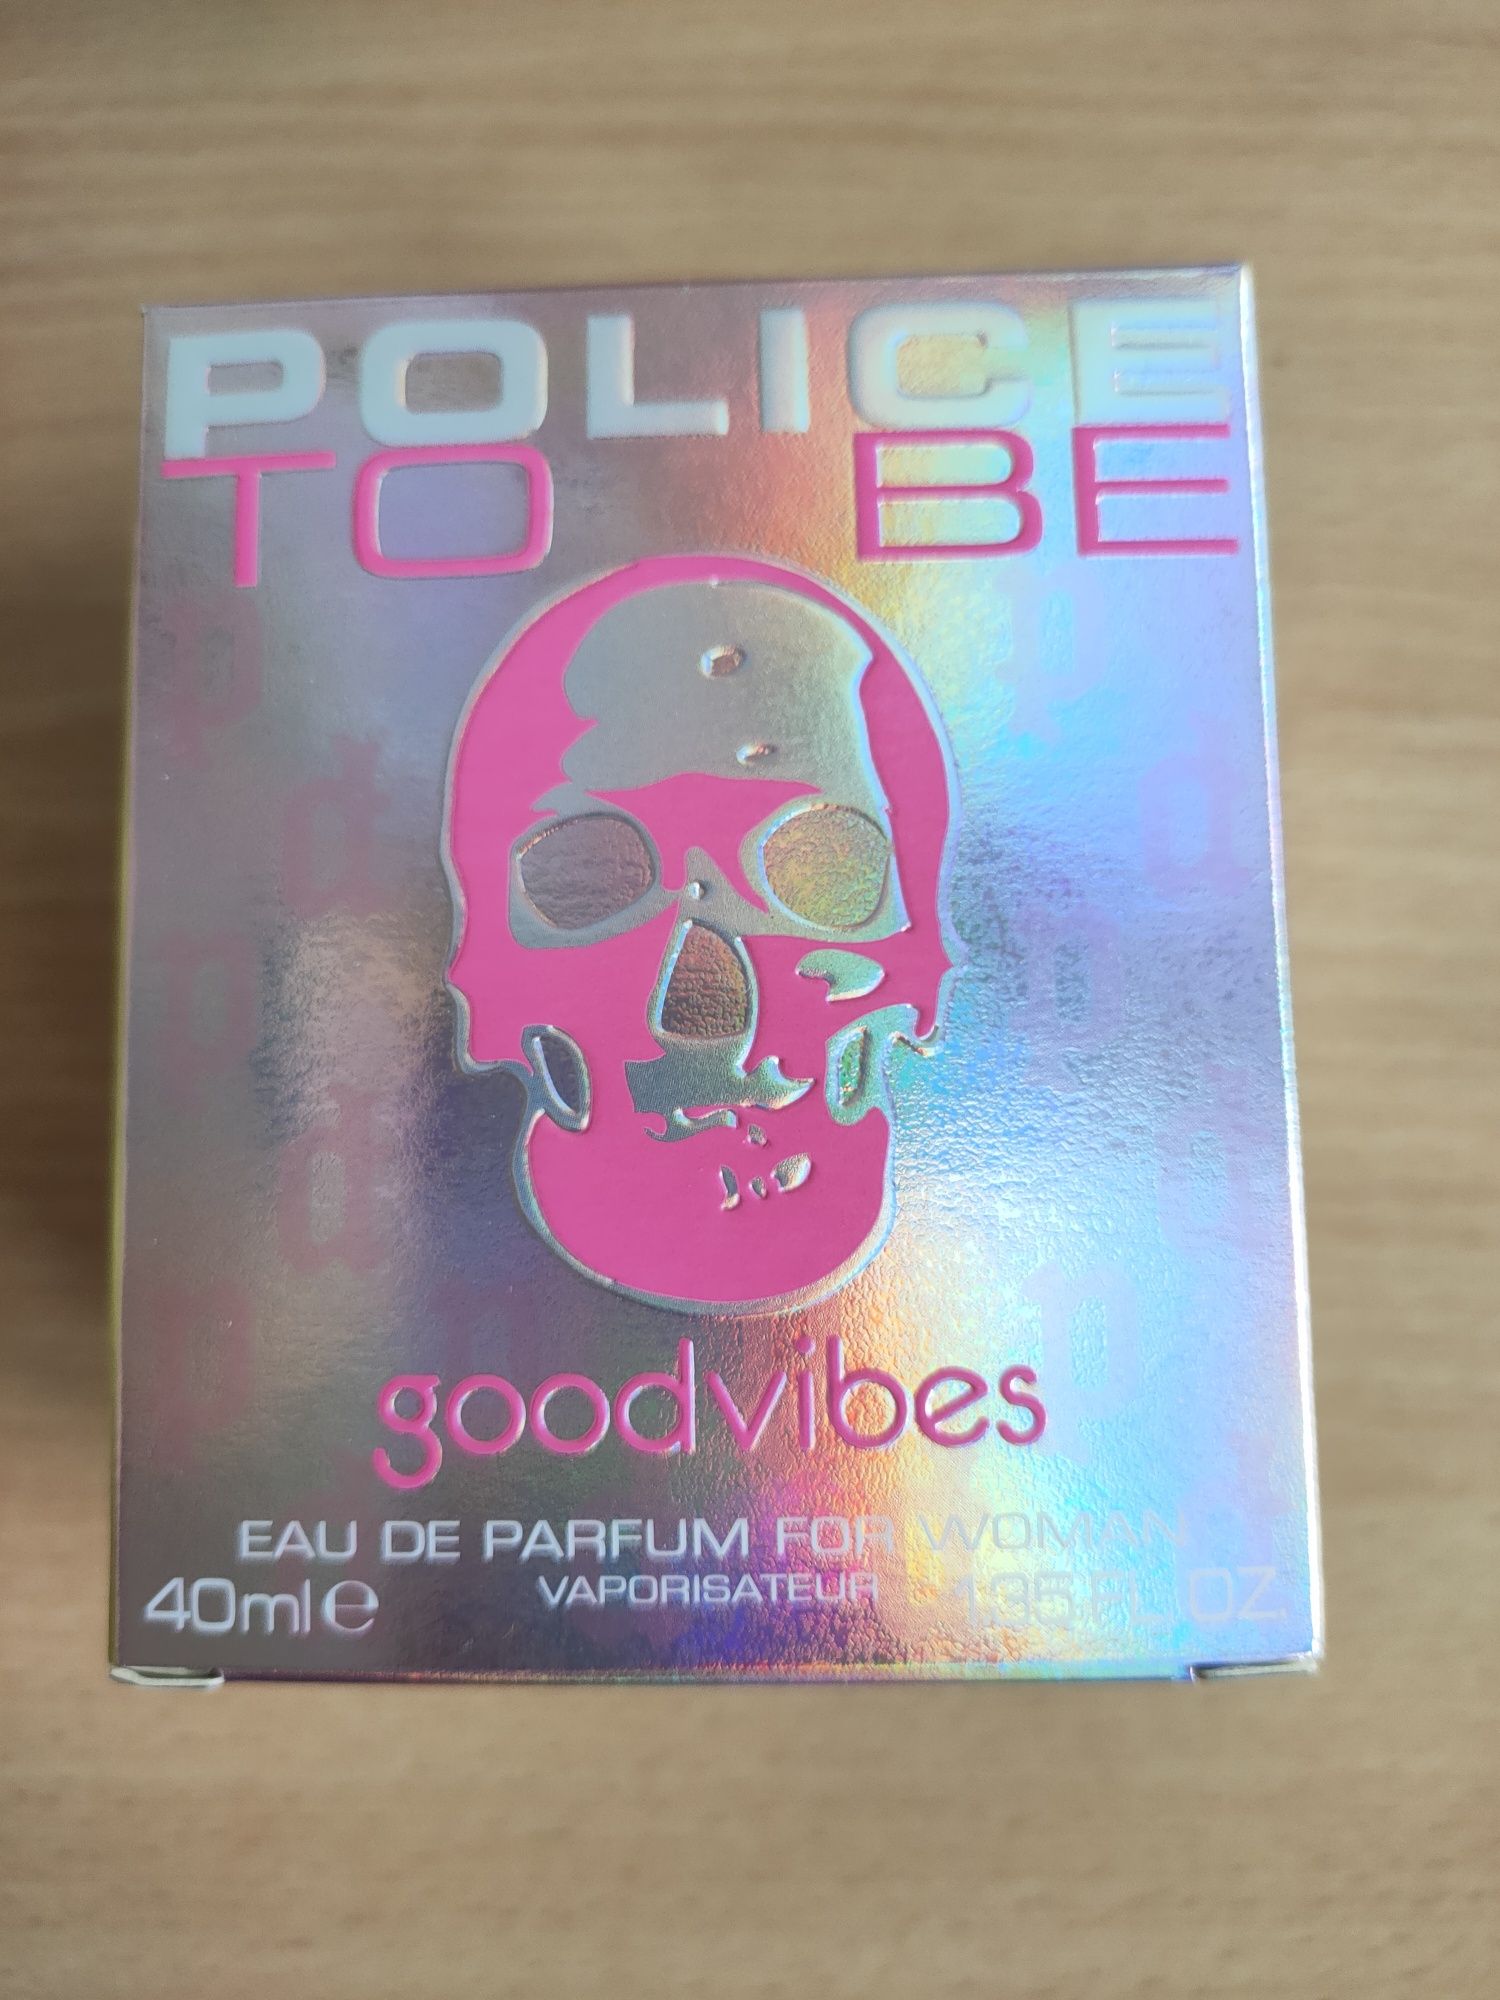 POLICE
TO BE
goodvibes
EAU DE PARFUM FOR WOMAN
40ml℮ VAPORISATEUR 1.35 FL OZ.